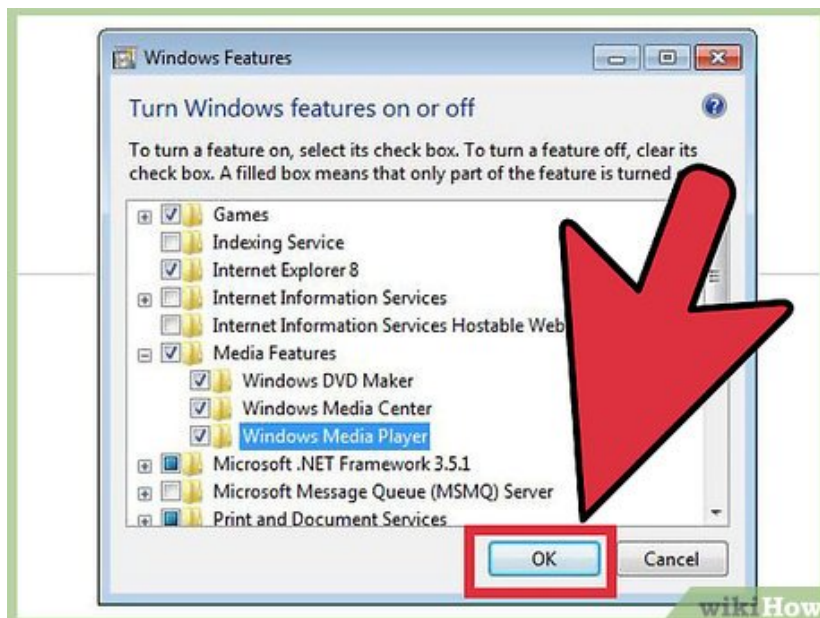 Windows Features
Turn Windows features on or off
To turn a feature on, select its check box. To turn a feature off, clear its
check box. A filled box means that only part of the feature is turned
Games
Indexing Service
Internet Explorer 8
Internet Information Services
Internet Information Services Hostable Web
Media Features
Windows DVD Maker
Windows Media Center
Windows Media Player
Microsoft .NET Framework 3.5.1
Microsoft Message Queue (MSMQ) Server
Print and Document Services
OK
Cancel
wikiHow